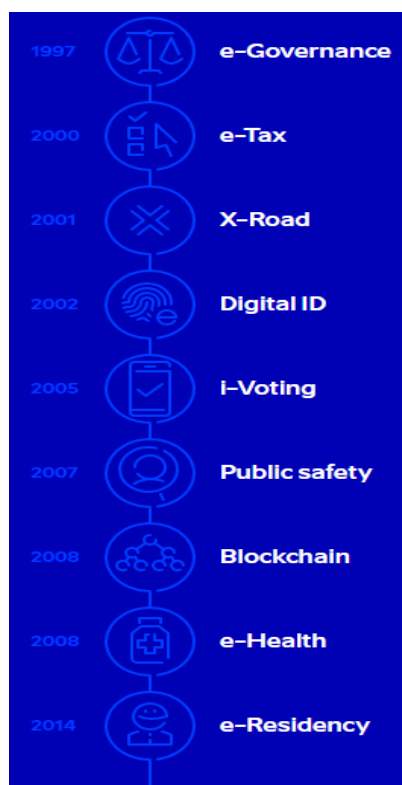 1997 e-Governance
2000 e-Tax
2001 X-Road
2002 Digital ID
2005 i-Voting
2007 Public safety
2008 Blockchain
2008 e-Health
2014 e-Residency